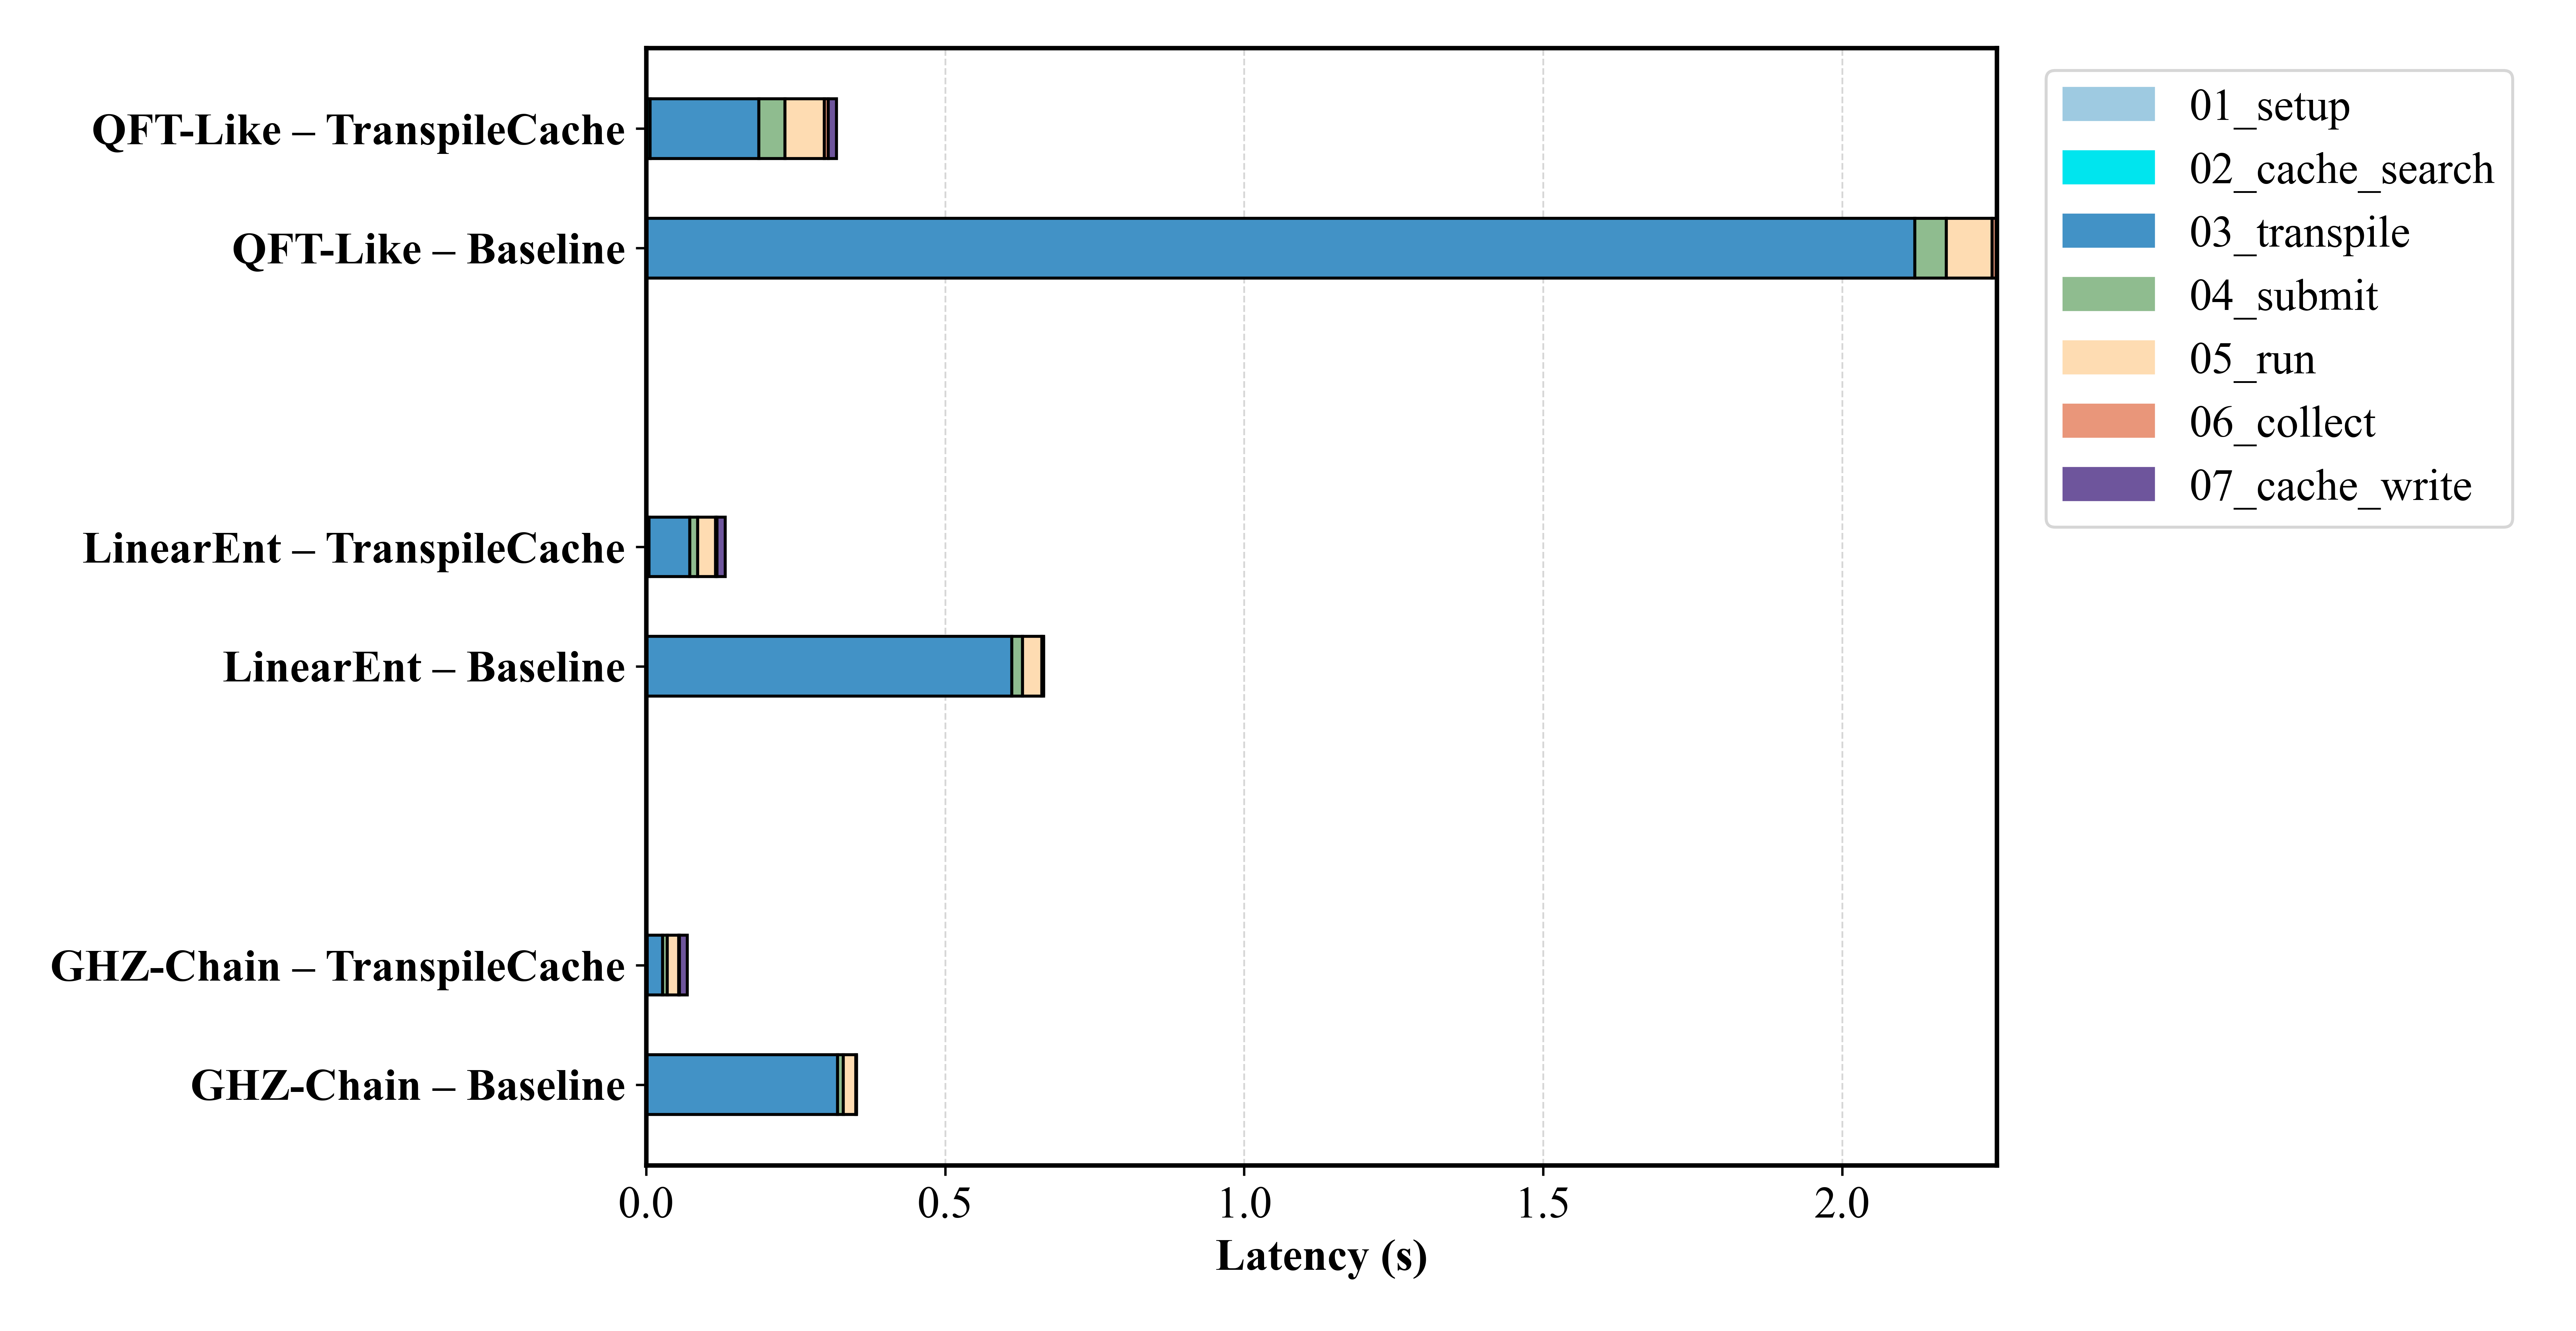 QFT-Like – TranspileCache
QFT-Like – Baseline
LinearEnt – TranspileCache
LinearEnt – Baseline
GHZ-Chain – TranspileCache
GHZ-Chain – Baseline
0.0 0.5 1.0 1.5 2.0
Latency (s)
01_setup
02_cache_search
03_transpile
04_submit
05_run
06_collect
07_cache_write